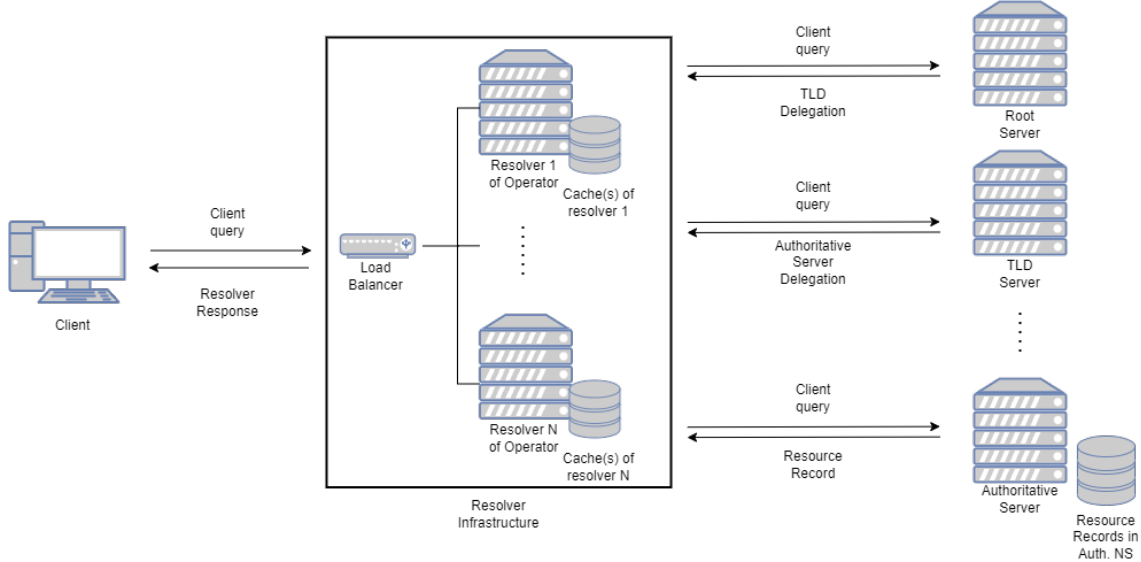 Client
query
Resolver
Response
Client
Load
Balancer
Resolver 1
of Operator
Cache(s) of
resolver 1
Resolver N
of Operator
Cache(s) of
resolver N
Resolver
Infrastructure
Client
query
TLD
Delegation
Root
Server
Client
query
Authoritative
Server
Delegation
TLD
Server
Client
query
Resource
Record
Authoritative
Server
Resource
Records in
Auth. NS